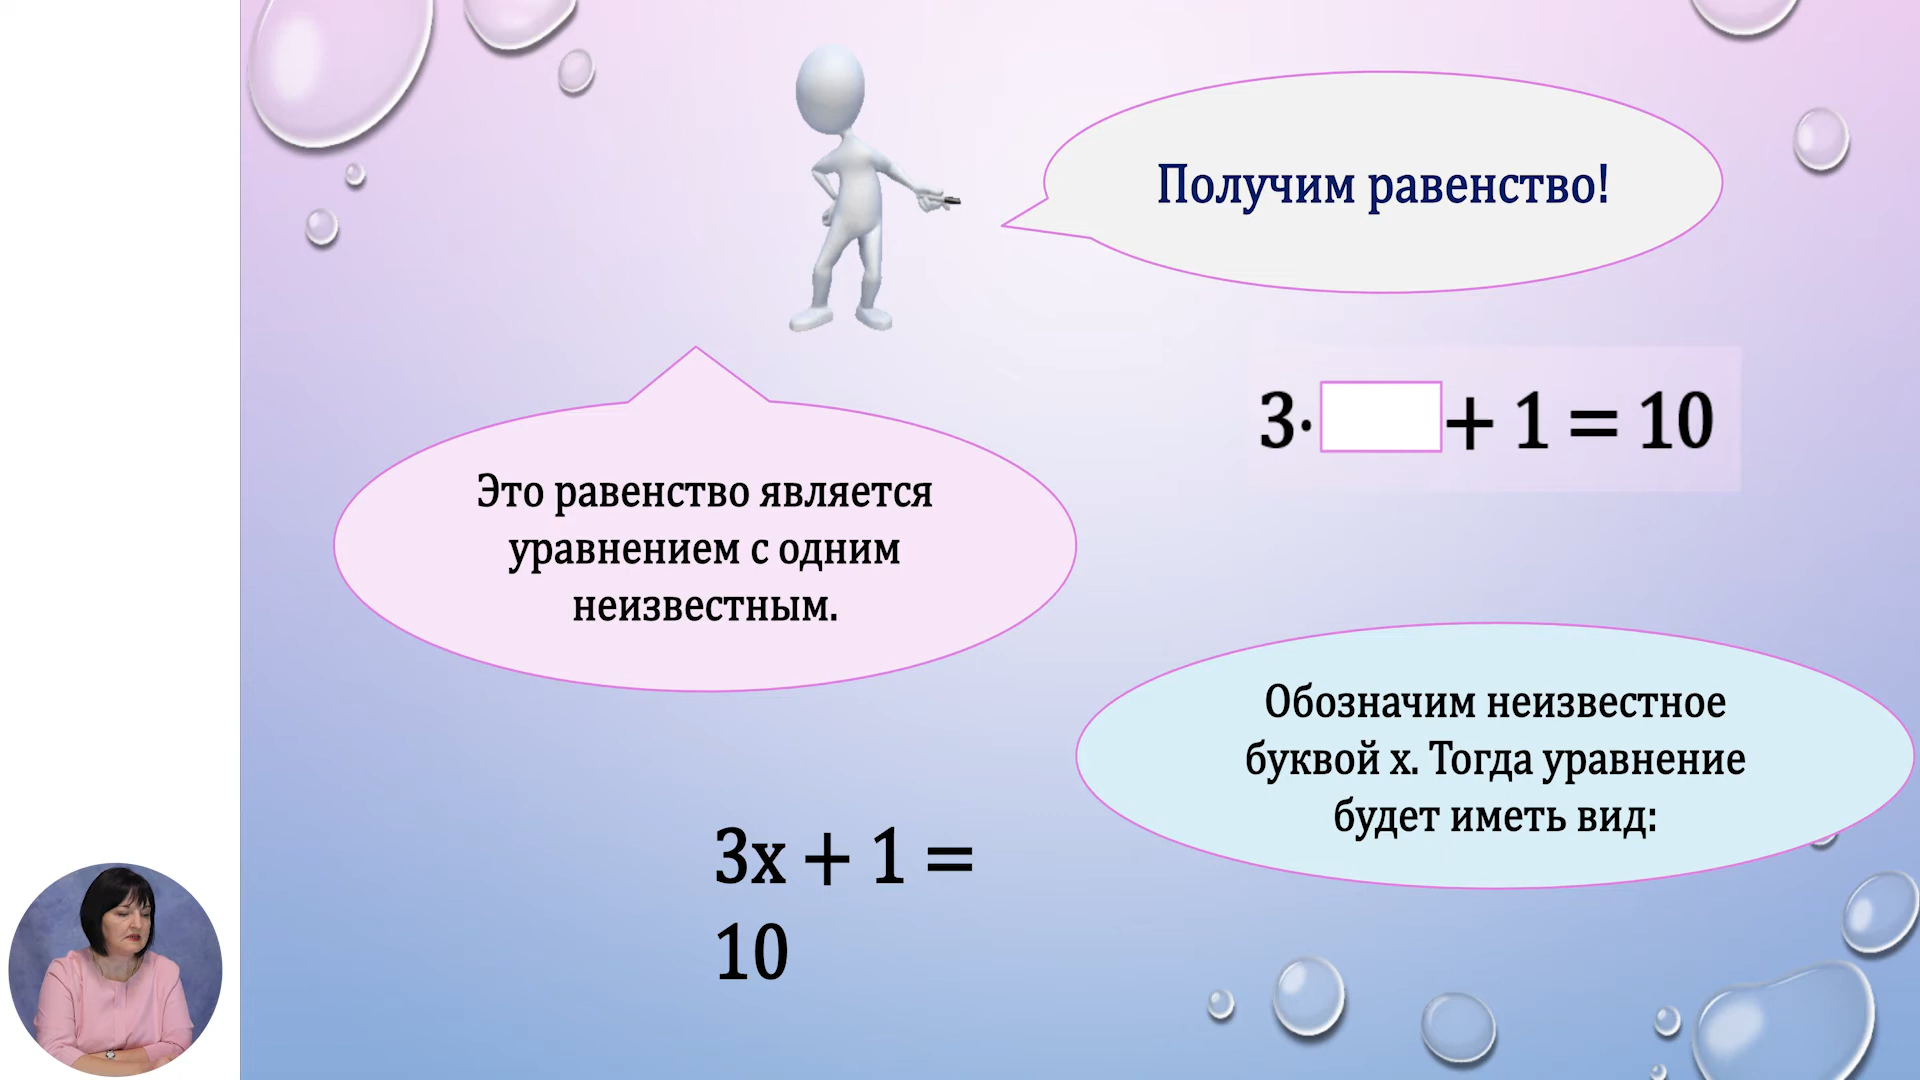 Получим равенство!
3· + 1 = 10
Это равенство является
уравнением с одним
неизвестным.
Обозначим неизвестное
буквой х. Тогда уравнение
будет иметь вид:
3х + 1 =
10